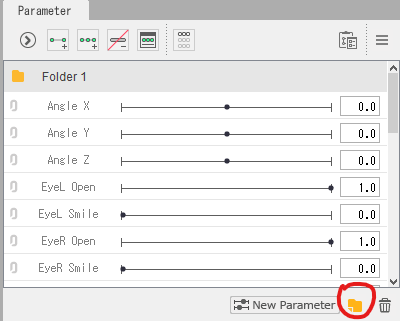 Parameter
Folder 1
Angle X 0.0
Angle Y 0.0
Angle Z 0.0
EyeL Open 1.0
EyeL Smile 0.0
EyeR Open 1.0
EyeR Smile 0.0
New Parameter